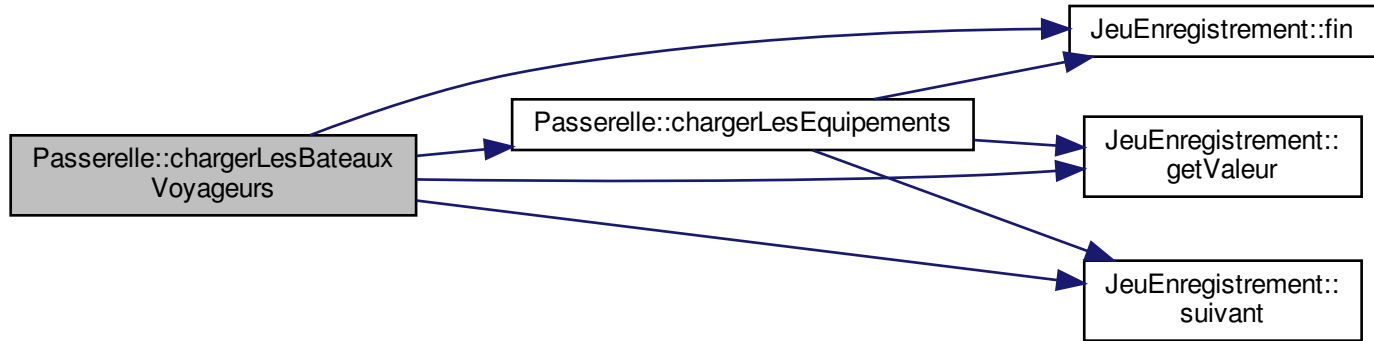 JeuEnregistrement::fin
Passerelle::chargerLesEquipements
Passerelle::chargerLesBateaux
Voyageurs
JeuEnregistrement::
getValeur
JeuEnregistrement::
suivant